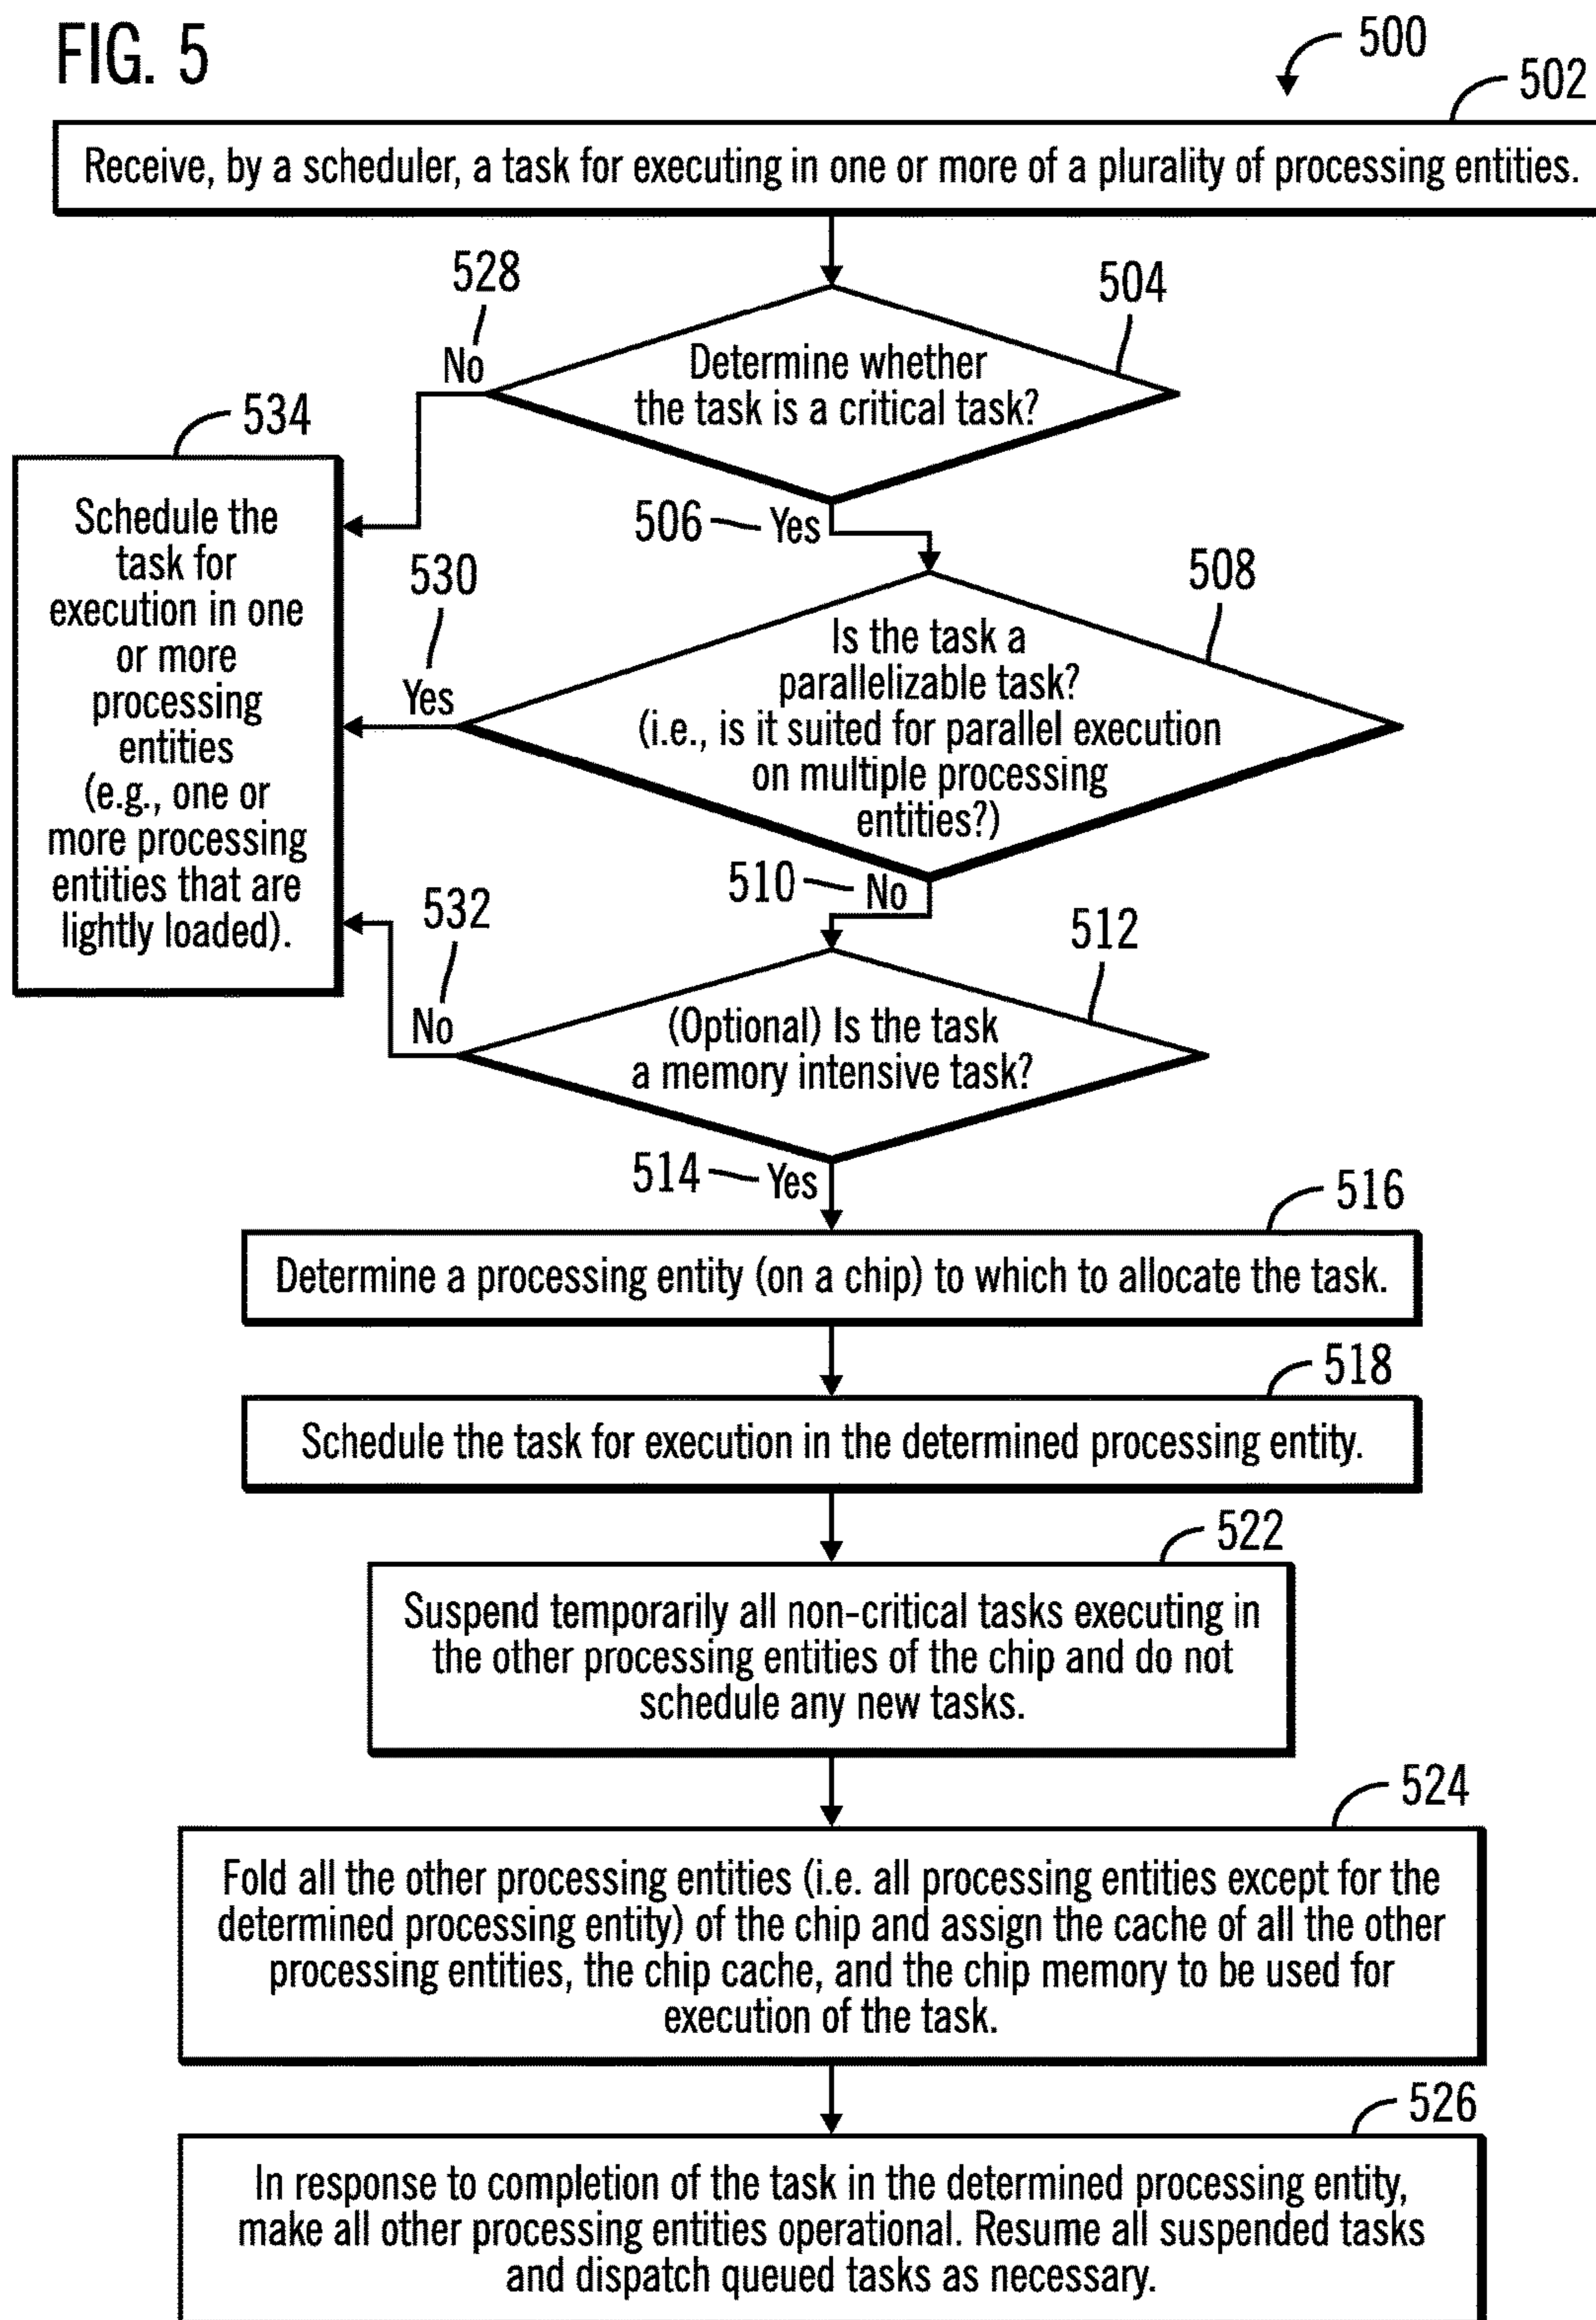 FIG. 5
500
502
Receive, by a scheduler, a task for executing in one or more of a plurality of processing entities.
528
504
No
Determine whether
the task is a critical task?
534
506
Yes
Schedule the
task for
execution in one
or more
processing
entities
(e.g., one or
more processing
entities that are
lightly loaded).
530
Yes
508
Is the task a
parallelizable task?
(i.e., is it suited for parallel execution
on multiple processing
entities?)
510
No
532
No
512
(Optional) Is the task
a memory intensive task?
514
Yes
516
Determine a processing entity (on a chip) to which to allocate the task.
518
Schedule the task for execution in the determined processing entity.
522
Suspend temporarily all non-critical tasks executing in
the other processing entities of the chip and do not
schedule any new tasks.
524
Fold all the other processing entities (i.e. all processing entities except for the
determined processing entity) of the chip and assign the cache of all the other
processing entities, the chip cache, and the chip memory to be used for
execution of the task.
526
In response to completion of the task in the determined processing entity,
make all other processing entities operational. Resume all suspended tasks
and dispatch queued tasks as necessary.